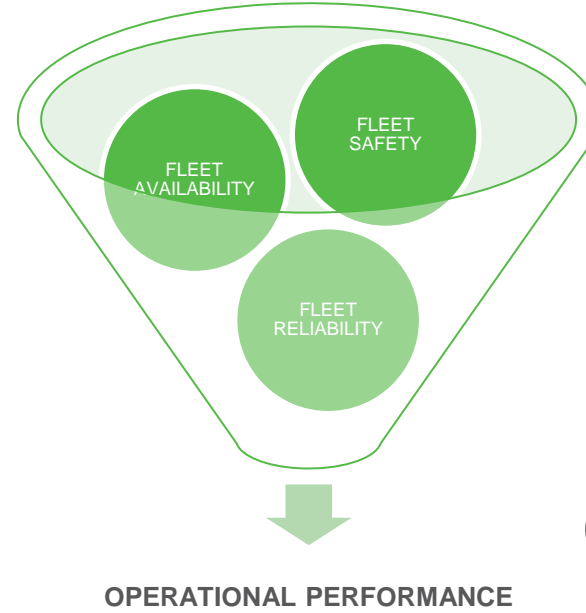 FLEET
SAFETY
FLEET
AVAILABILITY
FLEET
RELIABILITY
OPERATIONAL PERFORMANCE